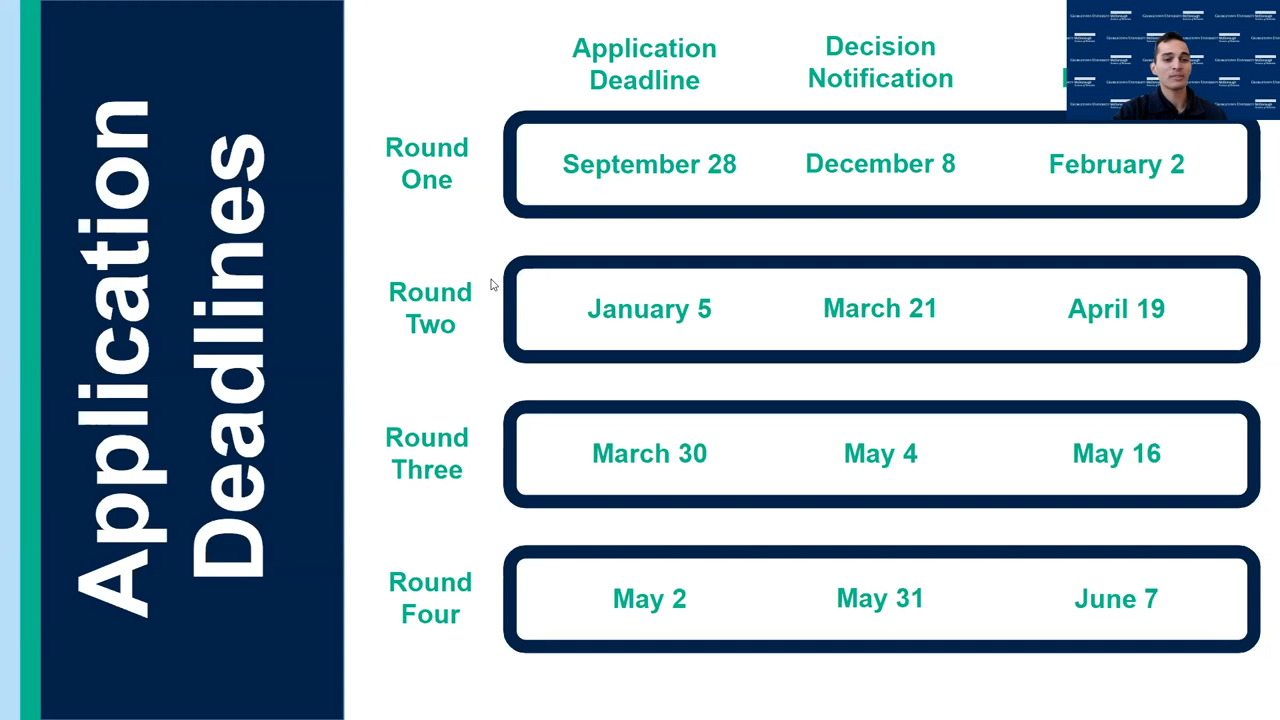 Application
Deadlines
Application
Deadline
Decision
Notification
Round
One
September 28
December 8
February 2
Round
Two
January 5
March 21
April 19
Round
Three
March 30
May 4
May 16
Round
Four
May 2
May 31
June 7